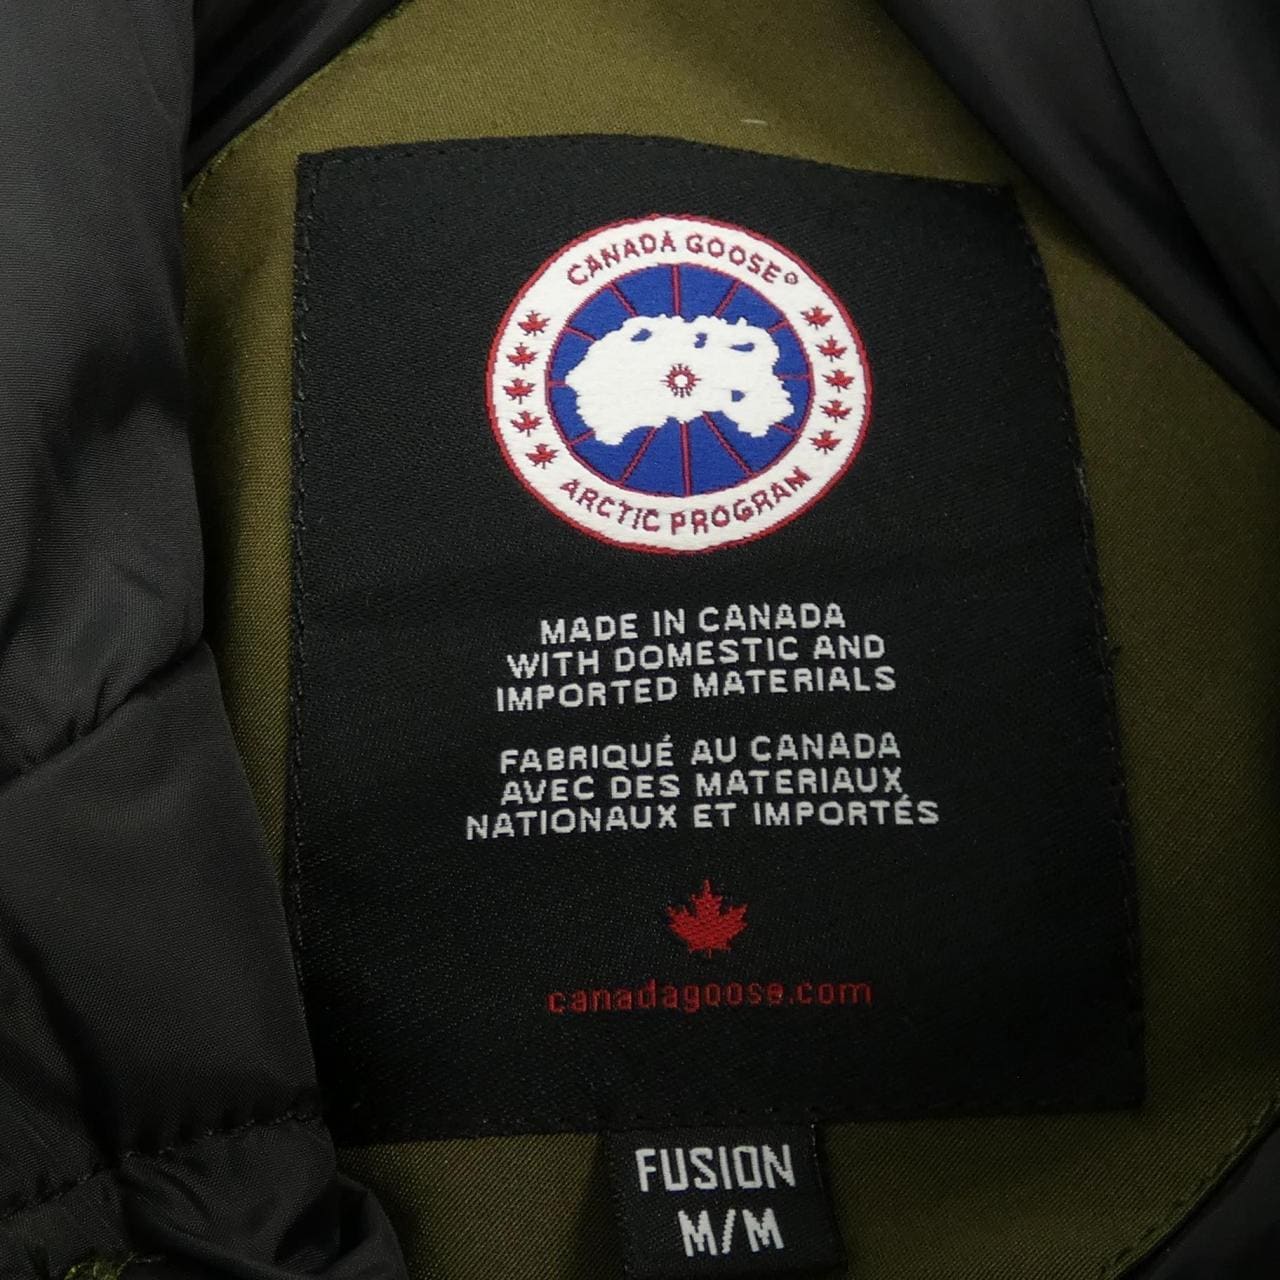 CANADA GOOSE®
ARCTIC PROGRAM
MADE IN CANADA
WITH DOMESTIC AND
IMPORTED MATERIALS
FABRIQUÉ AU CANADA
AVEC DES MATERIAUX
NATIONAUX ET IMPORTÉS
canadagoose.com
FUSION
M/M